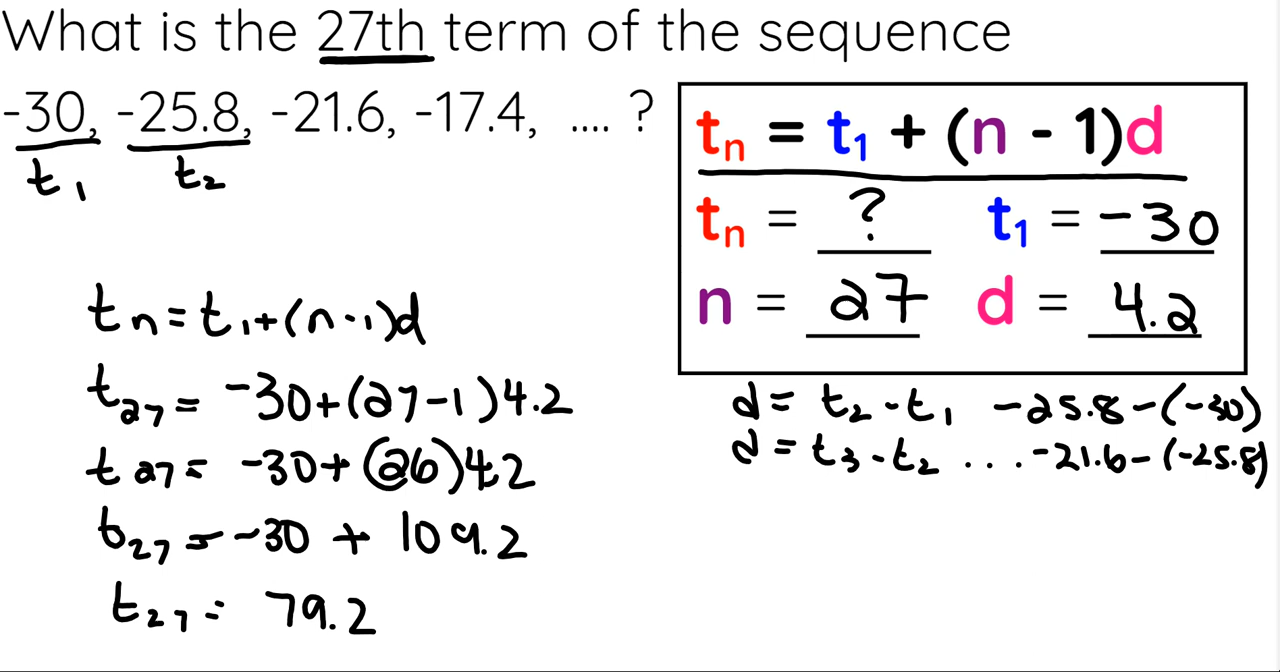 What is the 27th term of the sequence
-30, -25.8, -21.6, -17.4, .... ?
t1 t2
tn = t1 + (n - 1)d
tn = ? t1 = -30
n = 27 d = 4.2
d = t2 - t1 -25.8 - (-30)
d = t3 - t2 ... -21.6 - (-25.8)
tn = t1 + (n - 1)d
t27 = -30 + (27 - 1)4.2
t27 = -30 + (26)4.2
t27 = -30 + 109.2
t27 = 79.2